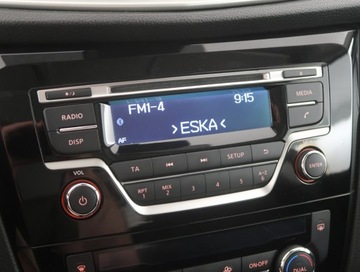 FM1-4 9:15
>ESKA<
AF
RADIO
MEDIA
DISP
TA
SETUP
VOL
ENTER
RPT 1
MIX 2
3
4
5
ON-OFF
DUAL